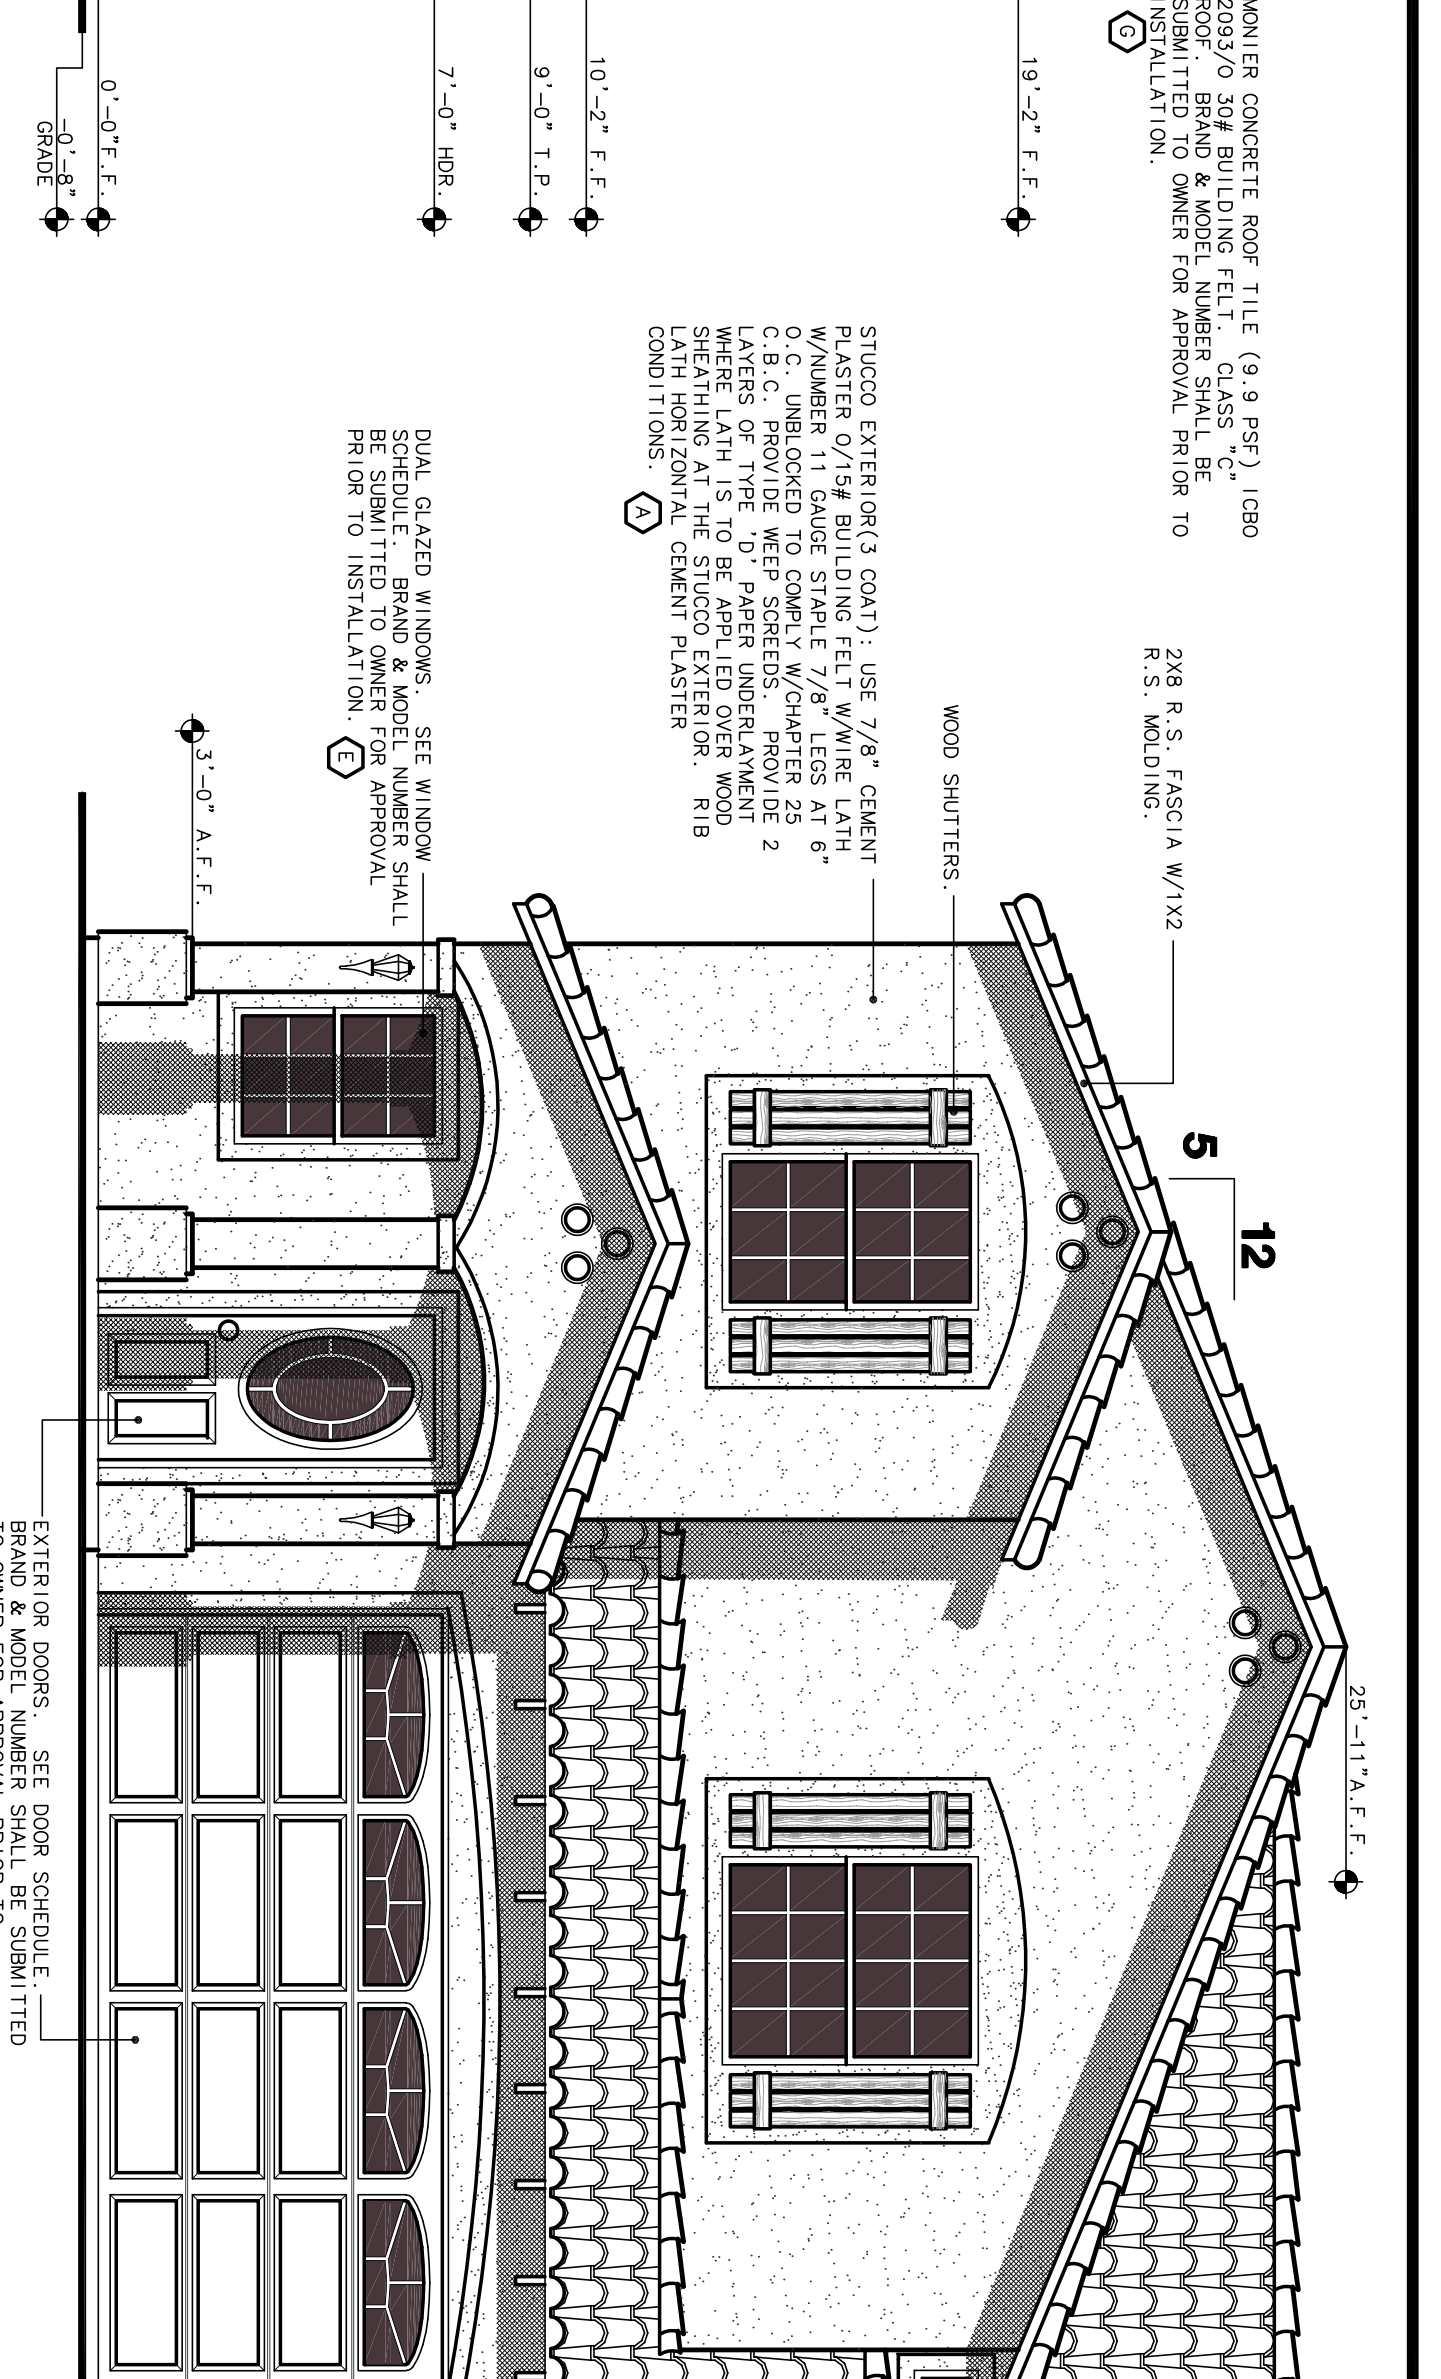 MONIER CONCRETE ROOF TILE (9.9 PSF) ICBO
2093/O 30# BUILDING FELT. CLASS "C"
ROOF. BRAND & MODEL NUMBER SHALL BE
SUBMITTED TO OWNER FOR APPROVAL PRIOR TO
INSTALLATION.
G
19'-2" F.F.
10'-2" F.F.
9'-0" T.P.
7'-0" HDR.
0'-0"F.F.
-0'-8"
GRADE
2X8 R.S. FASCIA W/1X2
R.S. MOLDING.
WOOD SHUTTERS.
STUCCO EXTERIOR(3 COAT): USE 7/8" CEMENT
PLASTER O/15# BUILDING FELT W/WIRE LATH
W/NUMBER 11 GAUGE STAPLE 7/8" LEGS AT 6"
O.C. UNBLOCKED TO COMPLY W/CHAPTER 25
C.B.C. PROVIDE WEEP SCREEDS. PROVIDE 2
LAYERS OF TYPE 'D' PAPER UNDERLAYMENT
WHERE LATH IS TO BE APPLIED OVER WOOD
SHEATHING AT THE STUCCO EXTERIOR. RIB
LATH HORIZONTAL CEMENT PLASTER
CONDITIONS.
A
DUAL GLAZED WINDOWS. SEE WINDOW
SCHEDULE. BRAND & MODEL NUMBER SHALL
BE SUBMITTED TO OWNER FOR APPROVAL
PRIOR TO INSTALLATION.
E
3'-0" A.F.F.
12
5
25'-11"A.F.F.
EXTERIOR DOORS. SEE DOOR SCHEDULE.
BRAND & MODEL NUMBER SHALL BE SUBMITTED
TO OWNER FOR APPROVAL PRIOR TO